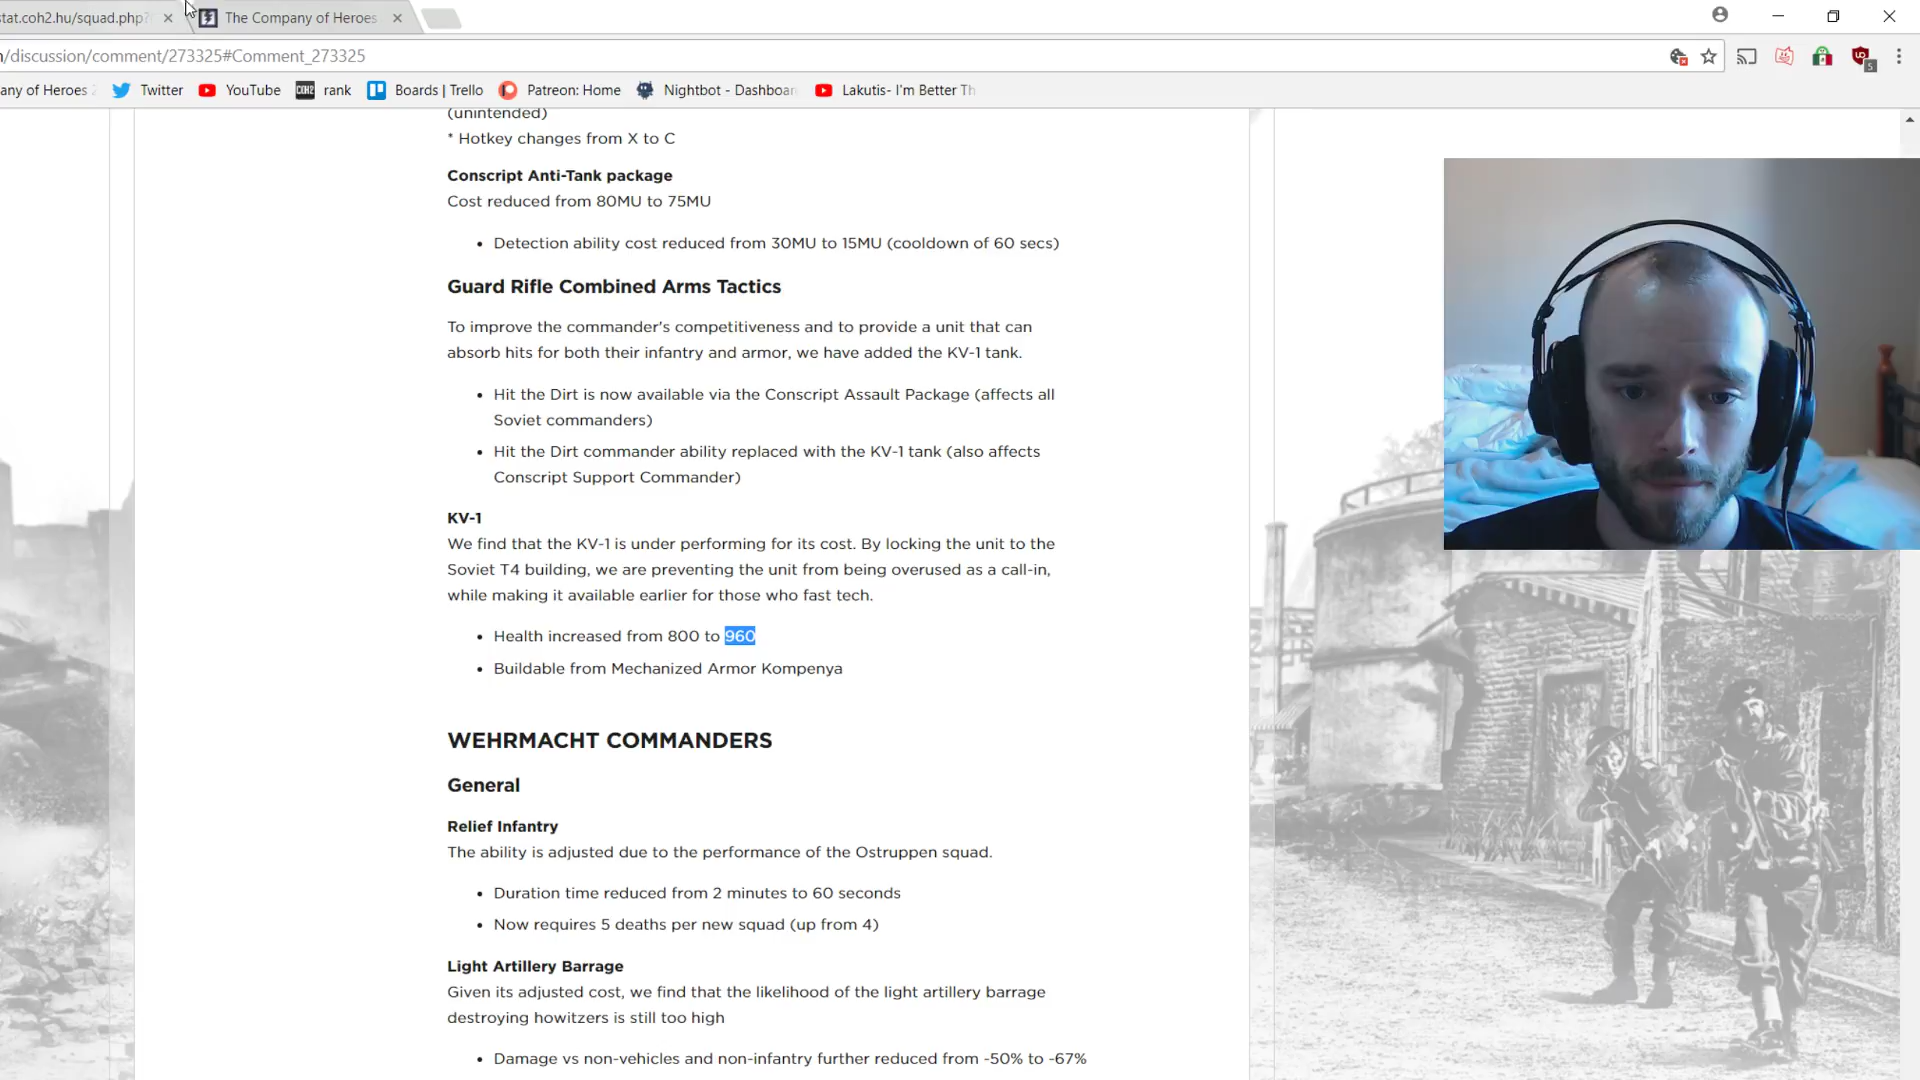 stat.coh2.hu/squad.php?
The Company of Heroes
/discussion/comment/273325#Comment_273325
5
any of Heroes
Twitter
YouTube
COH2
rank
Boards | Trello
Patreon: Home
Nightbot - Dashboar
Lakutis- I'm Better Th
(unintended)
* Hotkey changes from X to C
Conscript Anti-Tank package
Cost reduced from 80MU to 75MU
• Detection ability cost reduced from 30MU to 15MU (cooldown of 60 secs)
Guard Rifle Combined Arms Tactics
To improve the commander's competitiveness and to provide a unit that can
absorb hits for both their infantry and armor, we have added the KV-1 tank.
• Hit the Dirt is now available via the Conscript Assault Package (affects all
Soviet commanders)
• Hit the Dirt commander ability replaced with the KV-1 tank (also affects
Conscript Support Commander)
KV-1
We find that the KV-1 is under performing for its cost. By locking the unit to the
Soviet T4 building, we are preventing the unit from being overused as a call-in,
while making it available earlier for those who fast tech.
• Health increased from 800 to 960
• Buildable from Mechanized Armor Kompenya
WEHRMACHT COMMANDERS
General
Relief Infantry
The ability is adjusted due to the performance of the Ostruppen squad.
• Duration time reduced from 2 minutes to 60 seconds
• Now requires 5 deaths per new squad (up from 4)
Light Artillery Barrage
Given its adjusted cost, we find that the likelihood of the light artillery barrage
destroying howitzers is still too high
• Damage vs non-vehicles and non-infantry further reduced from -50% to -67%